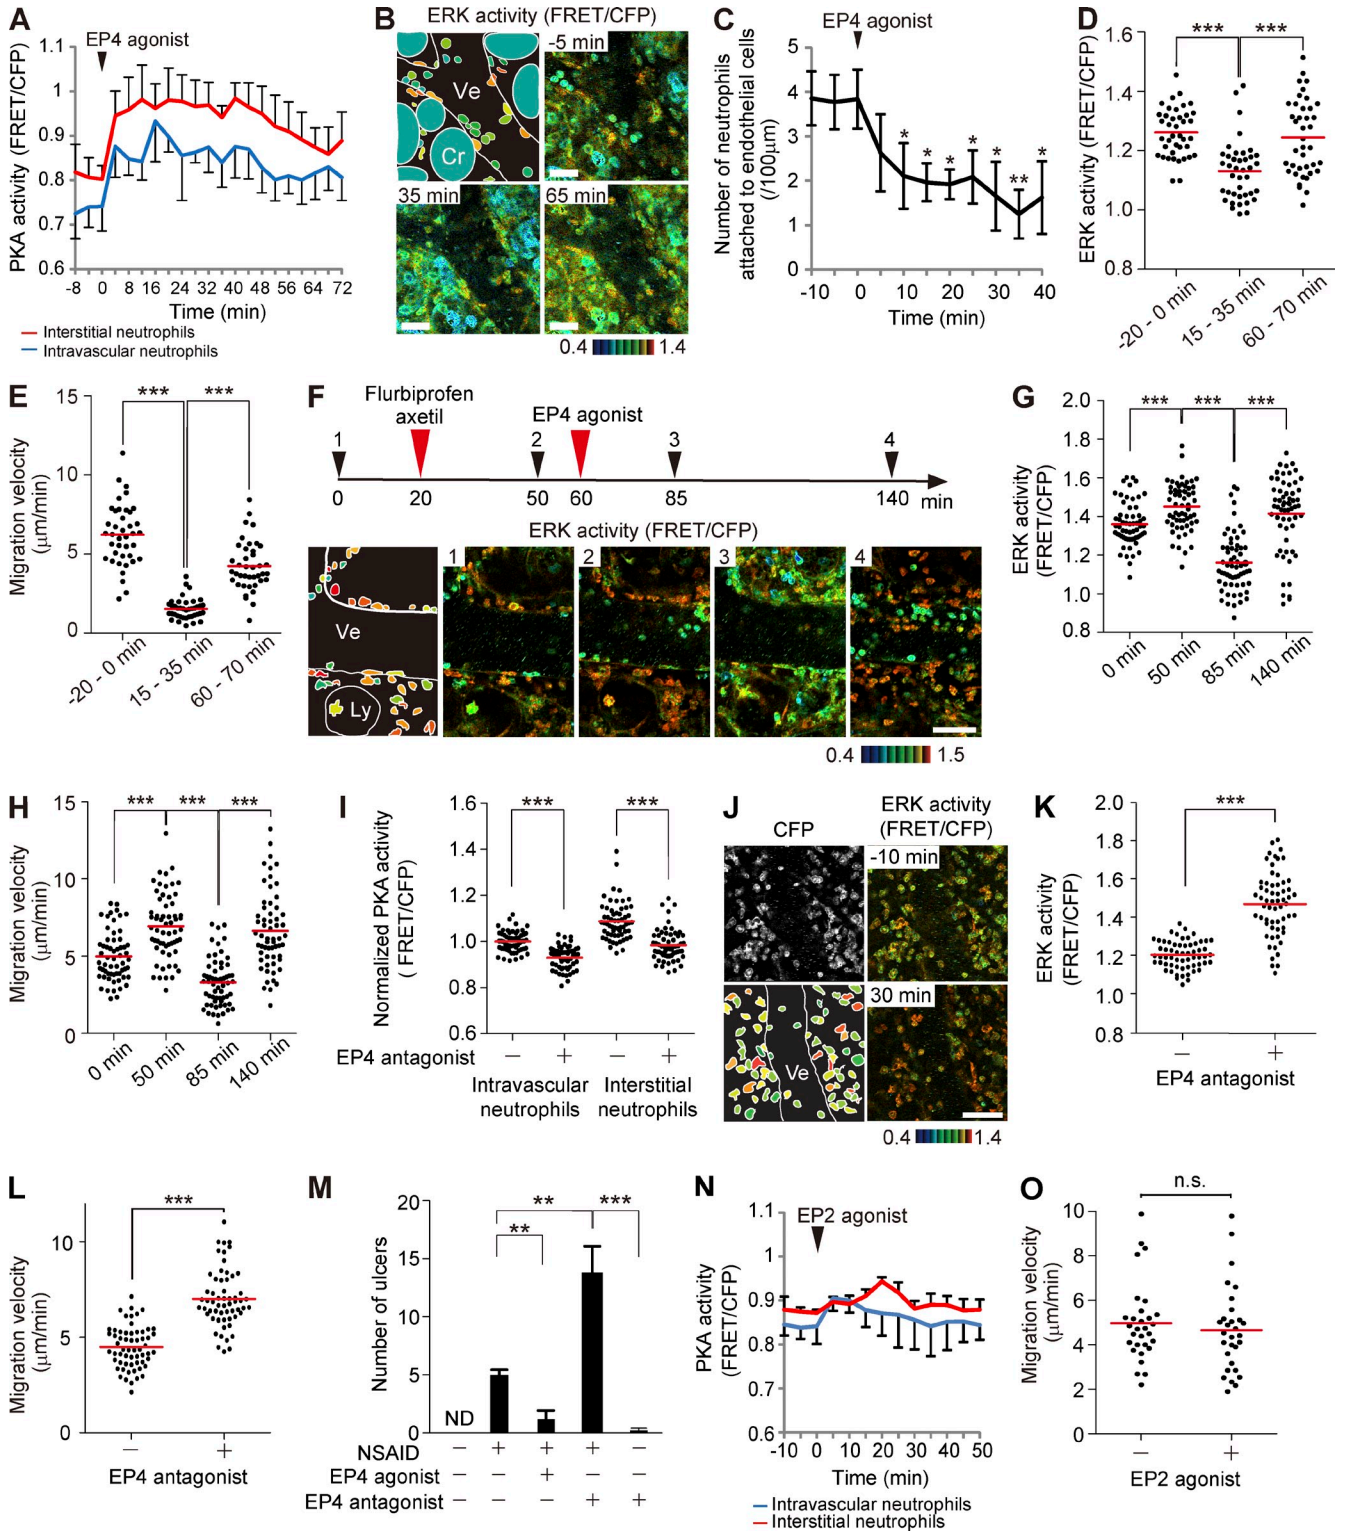 A
EP4 agonist
PKA activity (FRET/CFP)
1.1
1
0.9
0.8
0.7
0.6
-8 0 8 16 24 32 40 48 56 64 72
Time (min)
Interstitial neutrophils
Intravascular neutrophils
B
ERK activity (FRET/CFP)
Ve
Cr
-5 min
35 min
65 min
0.4 1.4
C
EP4 agonist
Number of neutrophils
attached to endothelial cells
(/100μm)
5
4
3
2
1
0
* * * * * ** *
-10 0 10 20 30 40
Time (min)
D
ERK activity (FRET/CFP)
1.6
1.4
1.2
1.0
0.8
*** ***
-20 - 0 min
15 - 35 min
60 - 70 min
E
Migration velocity
(μm/min)
15
10
5
0
*** ***
-20 - 0 min
15 - 35 min
60 - 70 min
F
Flurbiprofen
axetil
EP4 agonist
1 2 3 4
0 20 50 60 85 140 min
ERK activity (FRET/CFP)
Ve
Ly
1
2
3
4
0.4 1.5
G
ERK activity
(FRET/CFP)
2.0
1.8
1.6
1.4
1.2
1.0
0.8
*** *** ***
0 min
50 min
85 min
140 min
H
Migration velocity
(μm/min)
15
10
5
0
*** *** ***
0 min
50 min
85 min
140 min
I
Normalized PKA activity
( FRET/CFP)
1.6
1.4
1.2
1.0
0.8
0.6
*** ***
EP4 antagonist − + − +
Intravascular
neutrophils
Interstitial
neutrophils
J
CFP
ERK activity
(FRET/CFP)
-10 min
30 min
Ve
0.4 1.4
K
ERK activity
(FRET/CFP)
2.0
1.8
1.6
1.4
1.2
1.0
0.8
***
− +
EP4 antagonist
L
Migration velocity
(μm/min)
10
5
0
***
− +
EP4 antagonist
M
Number of ulcers
20
15
10
5
0
** ***
**
ND
NSAID − + + + −
EP4 agonist − − + − −
EP4 antagonist − − − + +
N
EP2 agonist
PKA activity
(FRET/CFP)
1.1
1
0.9
0.8
0.7
0.6
-10 0 10 20 30 40 50
Time (min)
Intravascular neutrophils
Interstitial neutrophils
O
n.s.
Migration velocity
(μm/min)
10
8
6
4
2
0
− +
EP2 agonist